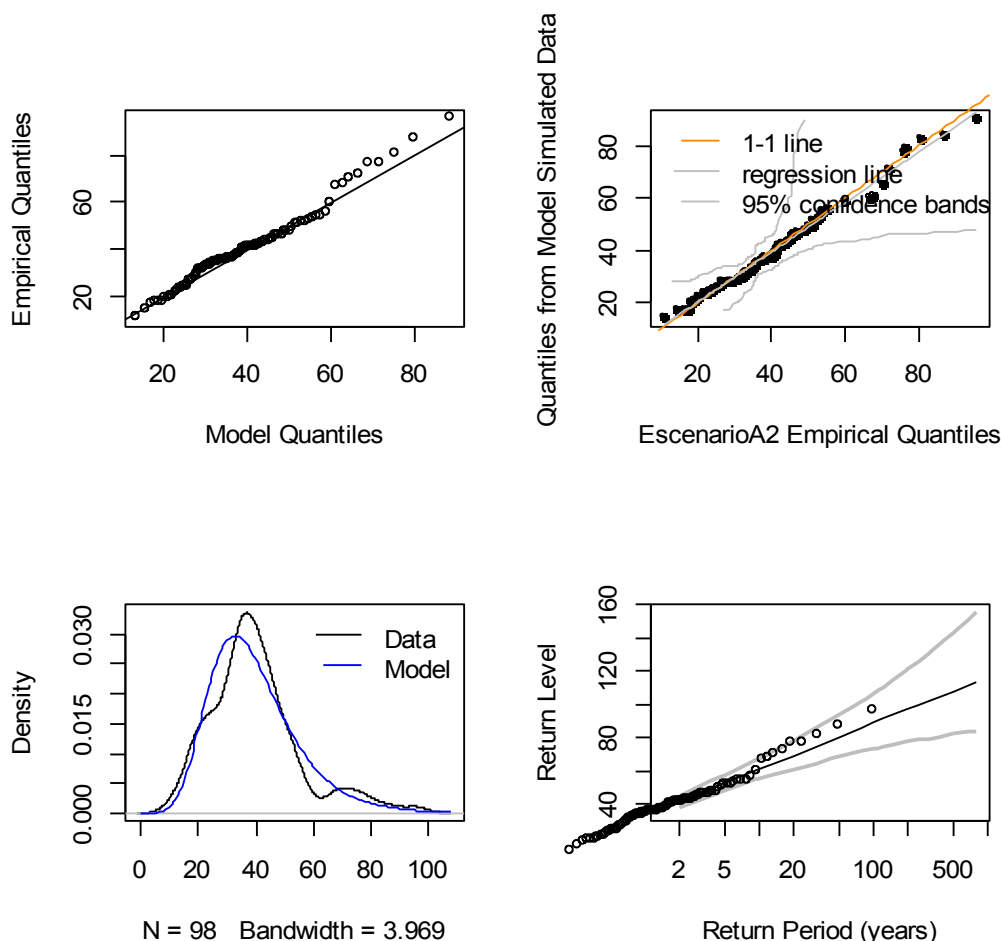 Empirical Quantiles
60
20
20 40 60 80
Model Quantiles
Quantiles from Model Simulated Data
80
60
40
20
1-1 line
regression line
95% confidence bands
20 40 60 80
EscenarioA2 Empirical Quantiles
Density
0.030
0.015
0.000
Data
Model
0 20 40 60 80 100
N = 98 Bandwidth = 3.969
Return Level
160
120
80
40
2 5 20 100 500
Return Period (years)